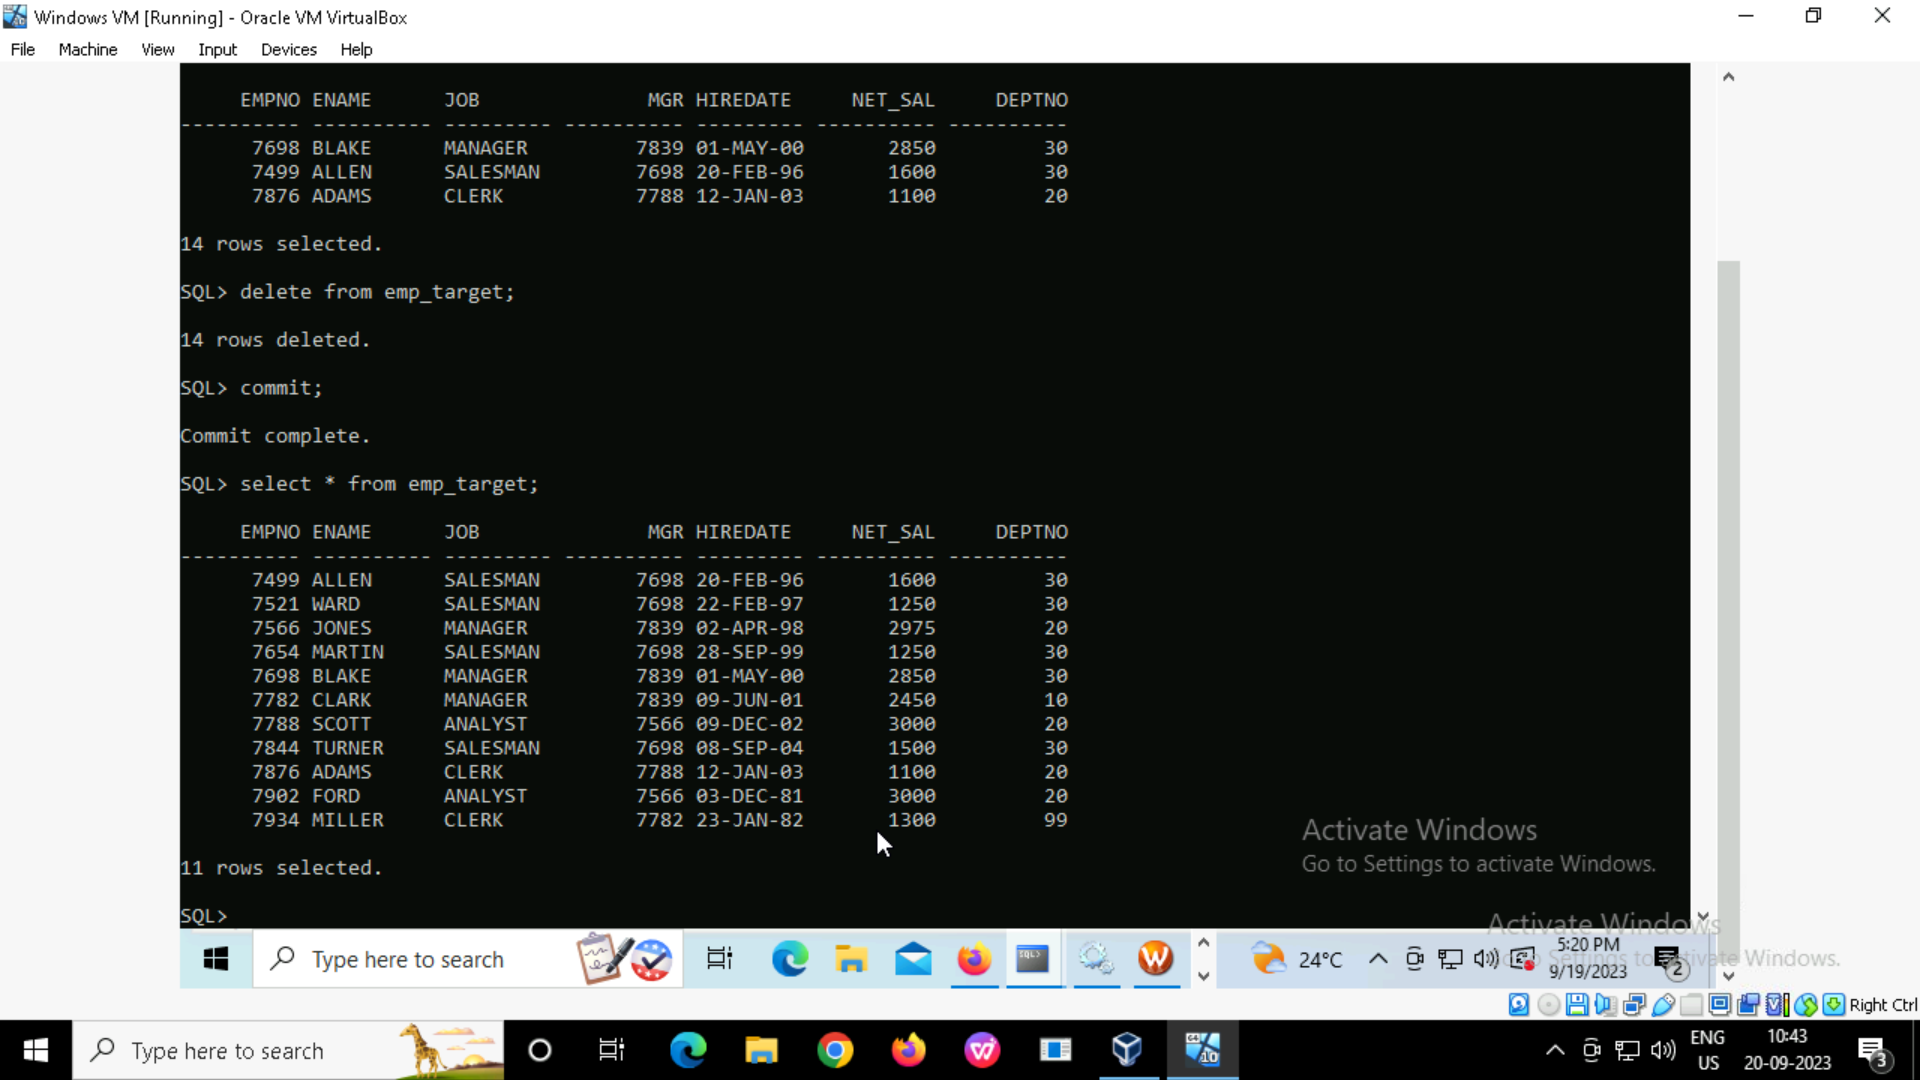 Windows VM [Running] - Oracle VM VirtualBox
File Machine View Input Devices Help
EMPNO ENAME JOB MGR HIREDATE NET_SAL DEPTNO
---------- ---------- --------- ---------- --------- ---------- ----------
7698 BLAKE MANAGER 7839 01-MAY-00 2850 30
7499 ALLEN SALESMAN 7698 20-FEB-96 1600 30
7876 ADAMS CLERK 7788 12-JAN-03 1100 20
14 rows selected.
SQL> delete from emp_target;
14 rows deleted.
SQL> commit;
Commit complete.
SQL> select * from emp_target;
EMPNO ENAME JOB MGR HIREDATE NET_SAL DEPTNO
---------- ---------- --------- ---------- --------- ---------- ----------
7499 ALLEN SALESMAN 7698 20-FEB-96 1600 30
7521 WARD SALESMAN 7698 22-FEB-97 1250 30
7566 JONES MANAGER 7839 02-APR-98 2975 20
7654 MARTIN SALESMAN 7698 28-SEP-99 1250 30
7698 BLAKE MANAGER 7839 01-MAY-00 2850 30
7782 CLARK MANAGER 7839 09-JUN-01 2450 10
7788 SCOTT ANALYST 7566 09-DEC-02 3000 20
7844 TURNER SALESMAN 7698 08-SEP-04 1500 30
7876 ADAMS CLERK 7788 12-JAN-03 1100 20
7902 FORD ANALYST 7566 03-DEC-81 3000 20
7934 MILLER CLERK 7782 23-JAN-82 1300 99
11 rows selected.
SQL>
Activate Windows
Go to Settings to activate Windows.
Activate Windows
Settings to activate Windows.
Type here to search
24°C
5:20 PM
9/19/2023
2
Right Ctrl
Type here to search
ENG
US
10:43
20-09-2023
3